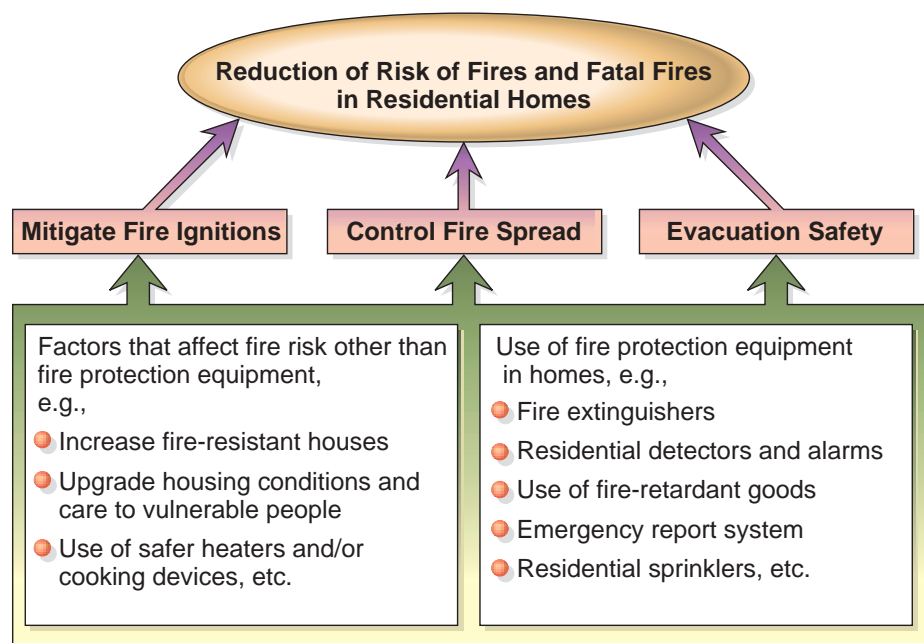 Reduction of Risk of Fires and Fatal Fires
in Residential Homes
Mitigate Fire Ignitions
Control Fire Spread
Evacuation Safety
Factors that affect fire risk other than
fire protection equipment,
e.g.,
Increase fire-resistant houses
Upgrade housing conditions and
care to vulnerable people
Use of safer heaters and/or
cooking devices, etc.
Use of fire protection equipment
in homes, e.g.,
Fire extinguishers
Residential detectors and alarms
Use of fire-retardant goods
Emergency report system
Residential sprinklers, etc.